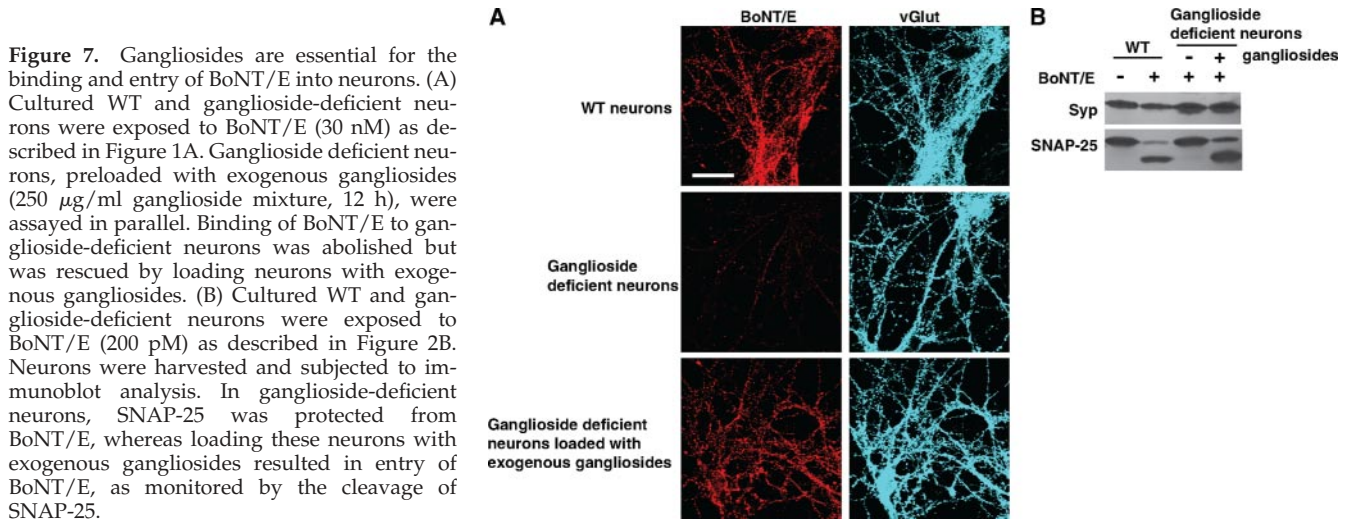 Figure 7. Gangliosides are essential for the
binding and entry of BoNT/E into neurons. (A)
Cultured WT and ganglioside-deficient neu-
rons were exposed to BoNT/E (30 nM) as de-
scribed in Figure 1A. Ganglioside deficient neu-
rons, preloaded with exogenous gangliosides
(250 μg/ml ganglioside mixture, 12 h), were
assayed in parallel. Binding of BoNT/E to gan-
glioside-deficient neurons was abolished but
was rescued by loading neurons with exoge-
nous gangliosides. (B) Cultured WT and gan-
glioside-deficient neurons were exposed to
BoNT/E (200 pM) as described in Figure 2B.
Neurons were harvested and subjected to im-
munoblot analysis. In ganglioside-deficient
neurons, SNAP-25 was protected from
BoNT/E, whereas loading these neurons with
exogenous gangliosides resulted in entry of
BoNT/E, as monitored by the cleavage of
SNAP-25.
A
BoNT/E vGlut
WT neurons
Ganglioside
deficient neurons
Ganglioside deficient
neurons loaded with
exogenous gangliosides
B
Ganglioside
deficient neurons
WT
- + gangliosides
BoNT/E - + + +
Syp
SNAP-25